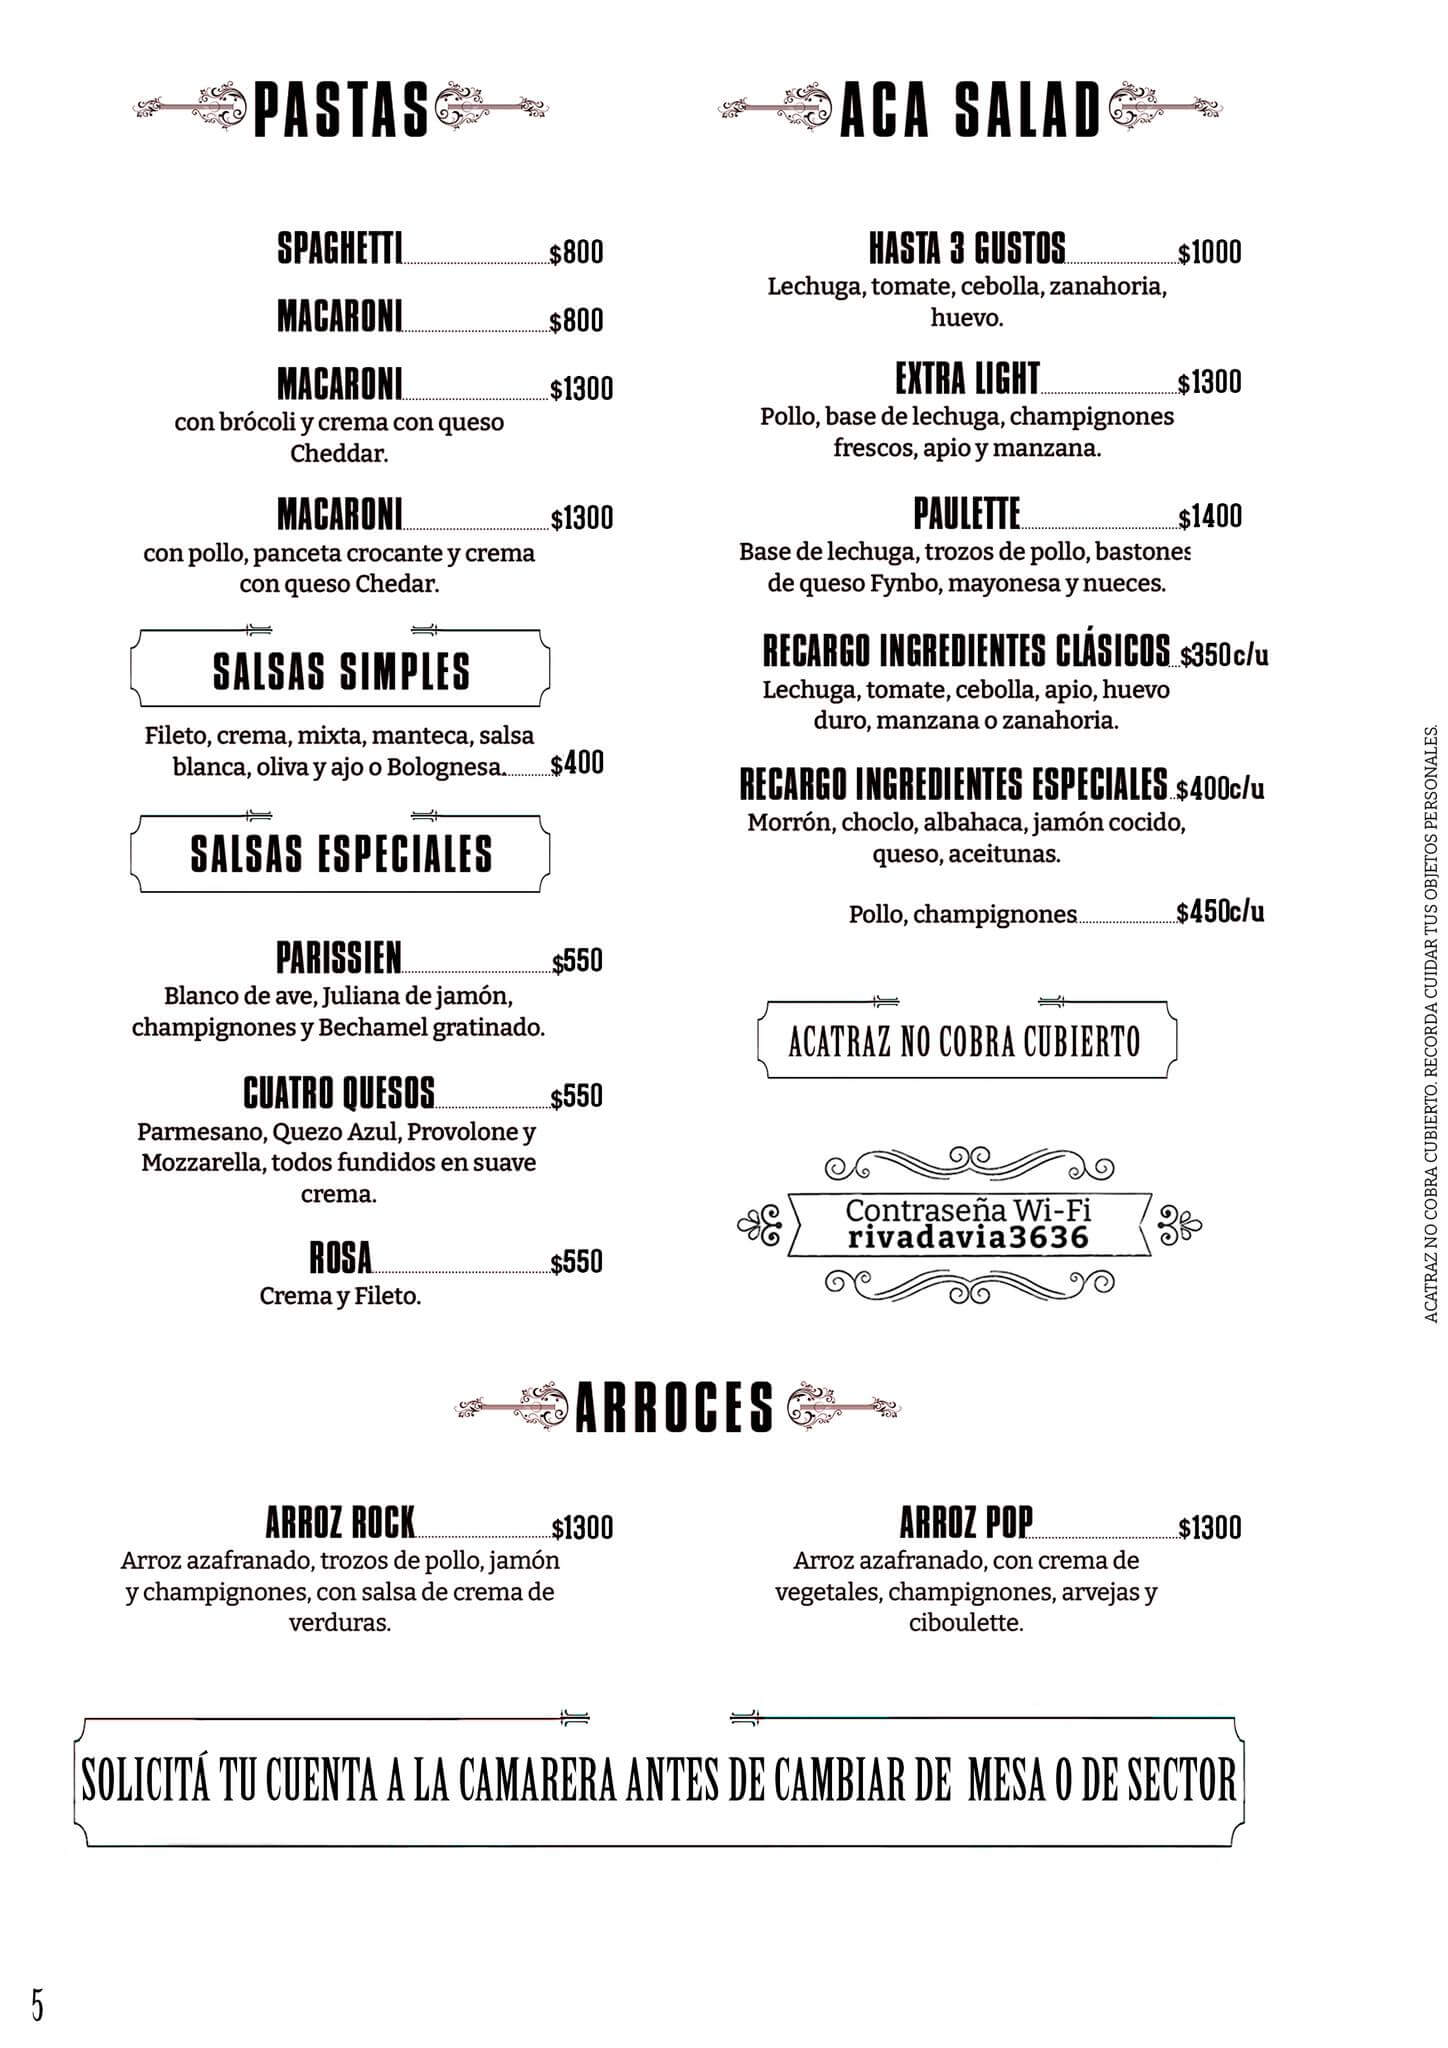 PASTAS
SPAGHETTI $800
MACARONI $800
MACARONI $1300
con brócoli y crema con queso
Cheddar.
MACARONI $1300
con pollo, panceta crocante y crema
con queso Chedar.
SALSAS SIMPLES
Fileto, crema, mixta, manteca, salsa
blanca, oliva y ajo o Bolognesa. $400
SALSAS ESPECIALES
PARISSIEN $550
Blanco de ave, Juliana de jamón,
champignones y Bechamel gratinado.
CUATRO QUESOS $550
Parmesano, Quezo Azul, Provolone y
Mozzarella, todos fundidos en suave
crema.
ROSA $550
Crema y Fileto.
ACA SALAD
HASTA 3 GUSTOS $1000
Lechuga, tomate, cebolla, zanahoria,
huevo.
EXTRA LIGHT $1300
Pollo, base de lechuga, champignones
frescos, apio y manzana.
PAULETTE $1400
Base de lechuga, trozos de pollo, bastones
de queso Fynbo, mayonesa y nueces.
RECARGO INGREDIENTES CLÁSICOS $350c/u
Lechuga, tomate, cebolla, apio, huevo
duro, manzana o zanahoria.
RECARGO INGREDIENTES ESPECIALES $400c/u
Morrón, choclo, albahaca, jamón cocido,
queso, aceitunas.
Pollo, champignones $450c/u
ACATRAZ NO COBRA CUBIERTO
Contraseña Wi-Fi
rivadavia3636
ARROCES
ARROZ ROCK $1300
Arroz azafranado, trozos de pollo, jamón
y champignones, con salsa de crema de
verduras.
ARROZ POP $1300
Arroz azafranado, con crema de
vegetales, champignones, arvejas y
ciboulette.
SOLICITÁ TU CUENTA A LA CAMARERA ANTES DE CAMBIAR DE MESA O DE SECTOR
ACATRAZ NO COBRA CUBIERTO. RECORDA CUIDAR TUS OBJETOS PERSONALES.
5